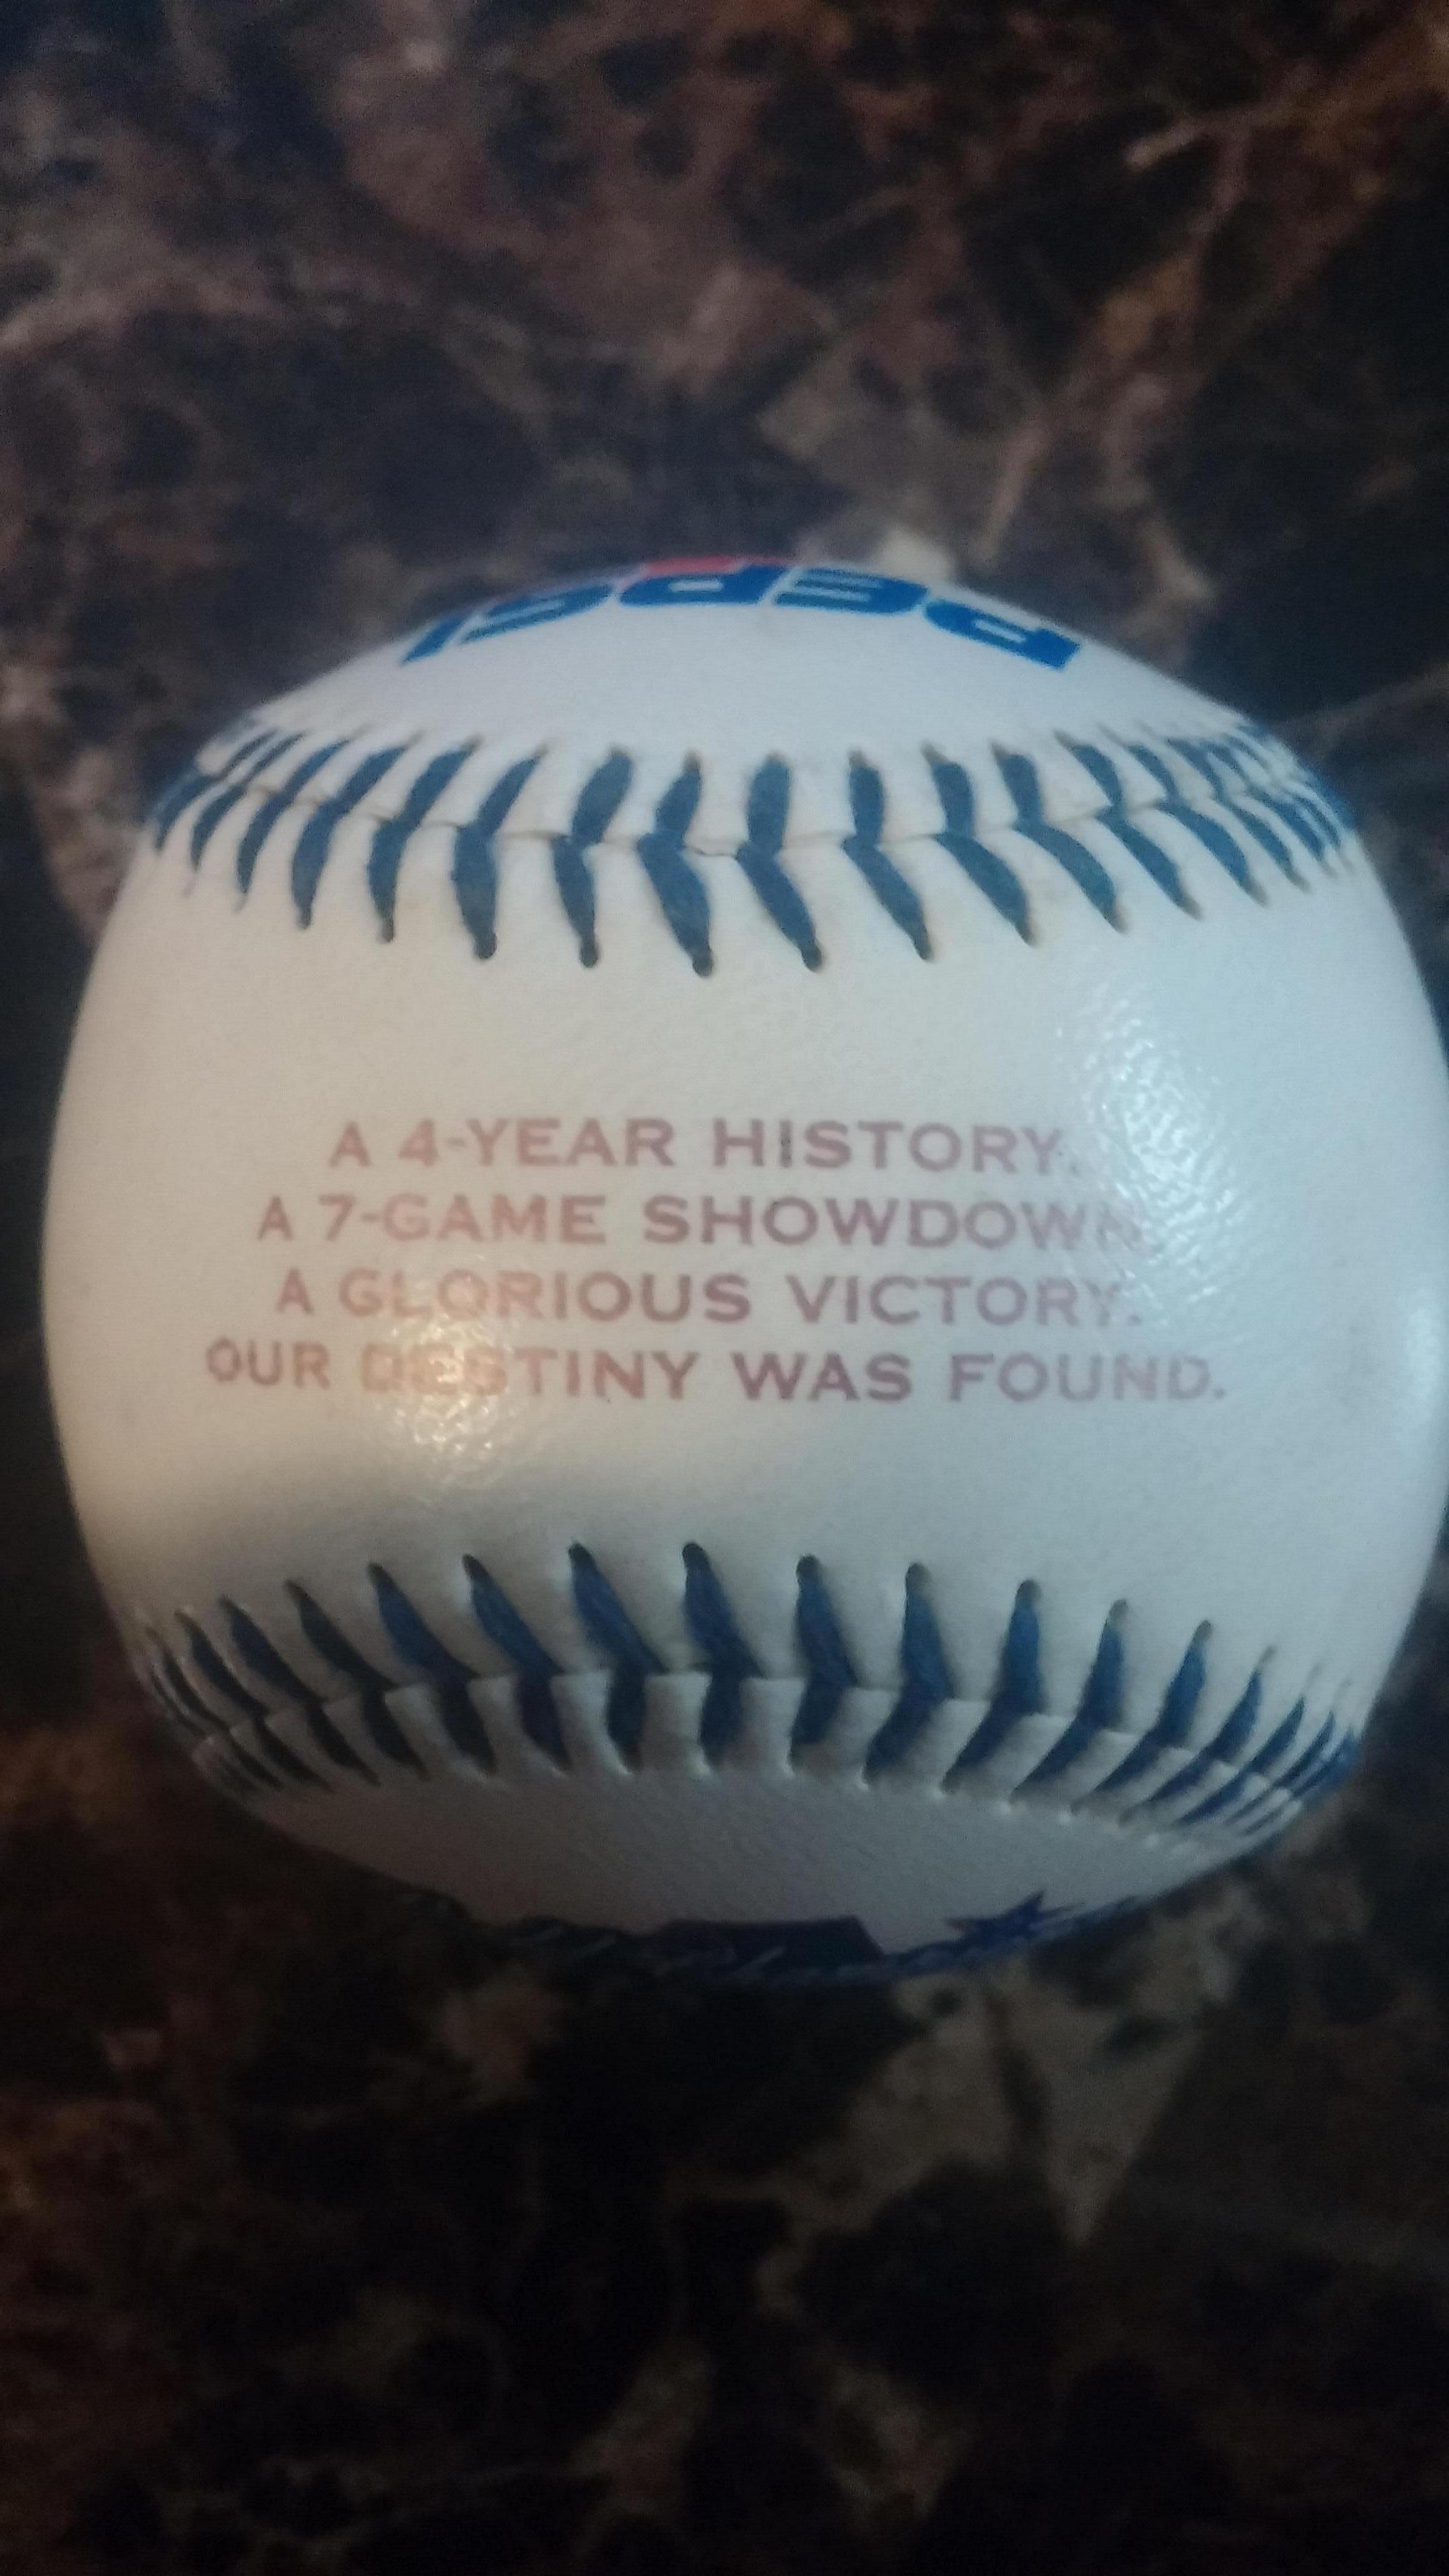 PEPSI
A 4-YEAR HISTORY.
A 7-GAME SHOWDOWN.
A GLORIOUS VICTORY.
OUR DESTINY WAS FOUND.